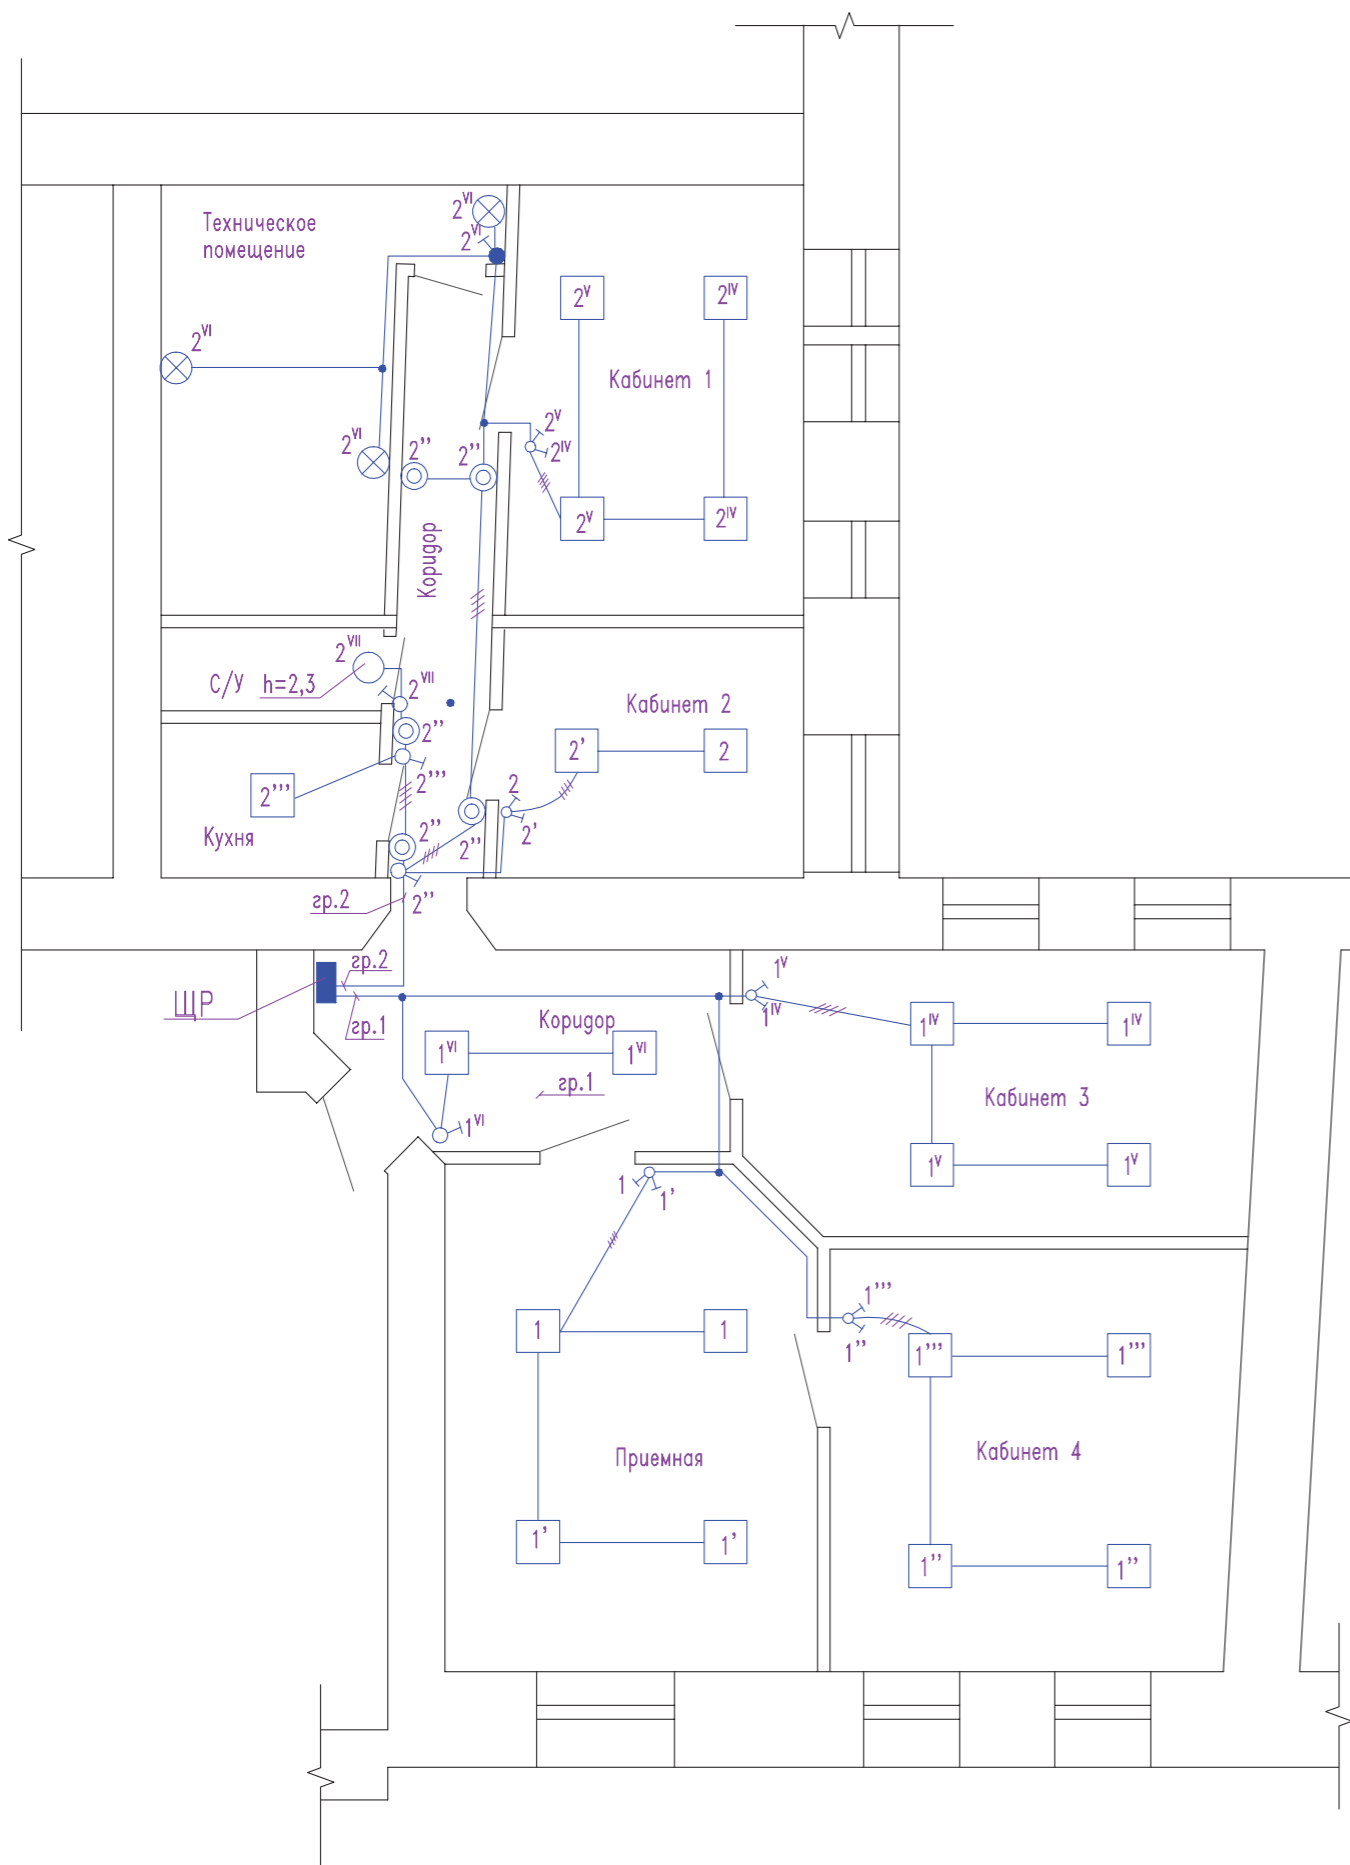 2VI
Техническое
помещение
2VI
2V
2IV
2VI
Кабинет 1
2VI
2''
2''
2V
2IV
2V
2IV
Коридор
2VII
С/У h=2,3
2VII
Кабинет 2
2''
2'
2
2'''
2'''
2
Кухня
2''
2''
2'
гр.2
2''
гр.2
ЩР
гр.1
Коридор
1V
1IV
1IV
1IV
1VI
1VI
гр.1
Кабинет 3
1VI
1V
1V
1
1'
1'''
1''
1
1
1'''
1'''
Приемная
Кабинет 4
1'
1'
1''
1''